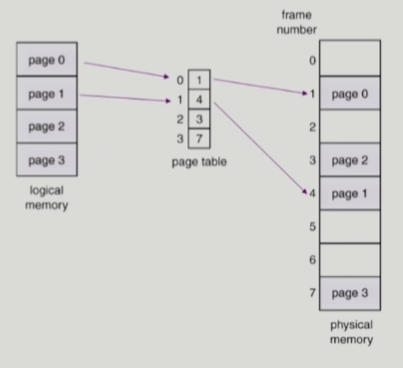 page 0
page 1
page 2
page 3
logical
memory
0 1
1 4
2 3
3 7
page table
frame
number
0
1 page 0
2
3 page 2
4 page 1
5
6
7 page 3
physical
memory